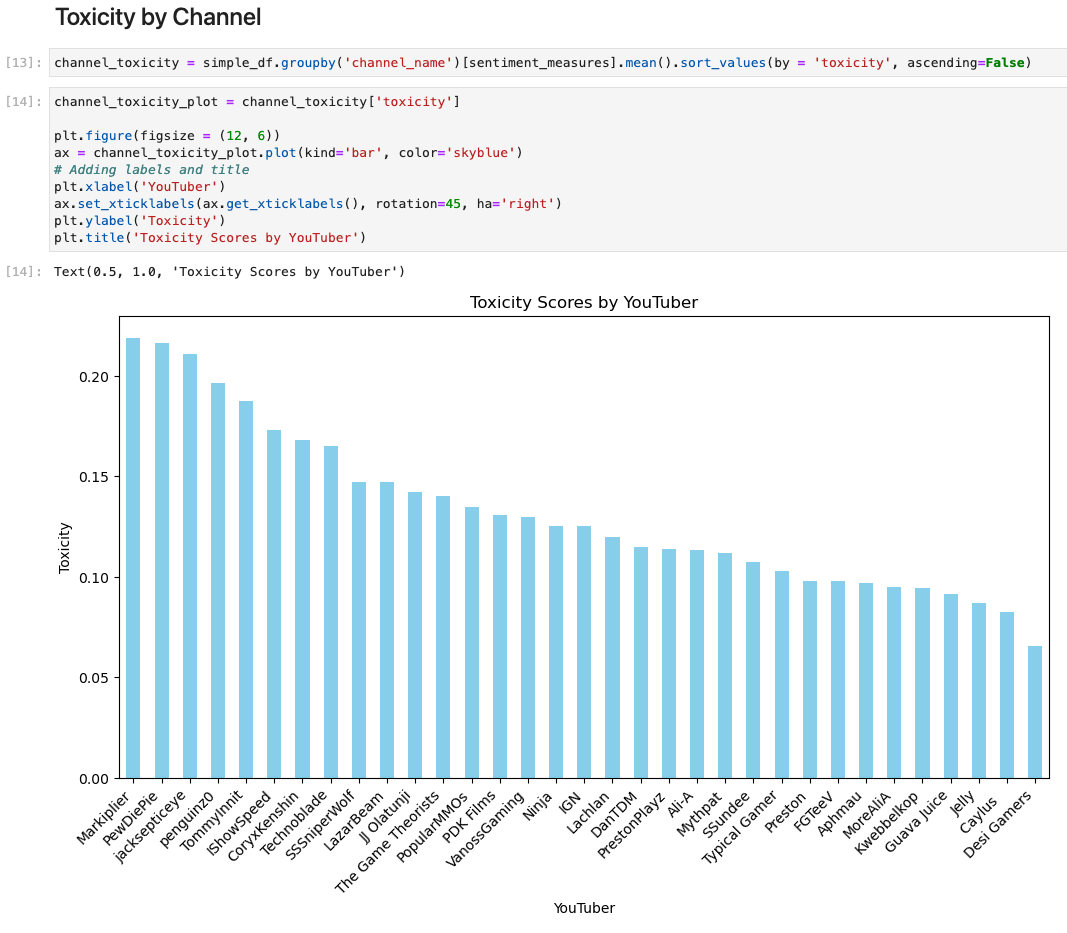 Toxicity by Channel
[13]: channel_toxicity = simple_df.groupby('channel_name')[sentiment_measures].mean().sort_values(by = 'toxicity', ascending=False)
[14]: channel_toxicity_plot = channel_toxicity['toxicity']
plt.figure(figsize = (12, 6))
ax = channel_toxicity_plot.plot(kind='bar', color='skyblue')
# Adding labels and title
plt.xlabel('YouTuber')
ax.set_xticklabels(ax.get_xticklabels(), rotation=45, ha='right')
plt.ylabel('Toxicity')
plt.title('Toxicity Scores by YouTuber')
[14]: Text(0.5, 1.0, 'Toxicity Scores by YouTuber')
Toxicity Scores by YouTuber
0.20
0.15
0.10
0.05
0.00
Toxicity
Markiplier
PewDiePie
jacksepticeye
penguinz0
TommyInnit
IShowSpeed
CoryxKenshin
Technoblade
SSSniperWolf
LazarBeam
JJ Olatunji
The Game Theorists
PopularMMOs
PDK Films
VanossGaming
Ninja
IGN
Lachlan
DanTDM
PrestonPlayz
Ali-A
Mythpat
SSundee
Typical Gamer
Preston
FGTeeV
Aphmau
MoreAliA
Kwebbelkop
Guava Juice
Jelly
Caylus
Desi Gamers
YouTuber